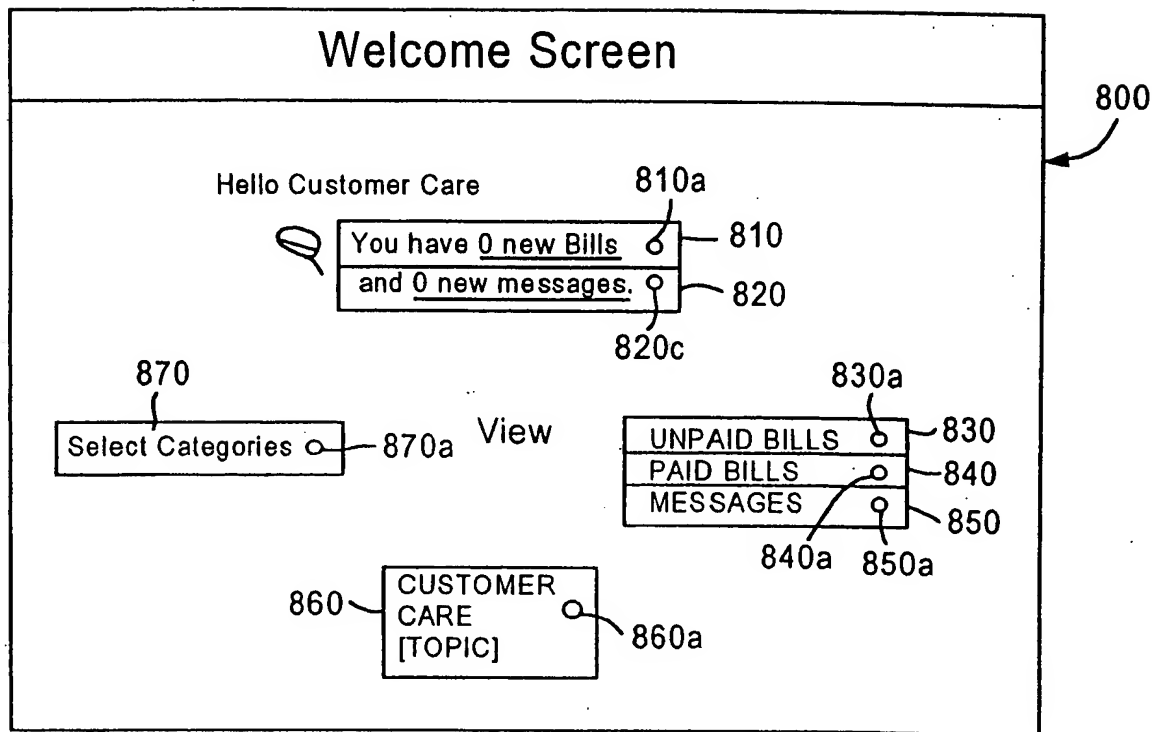 Welcome Screen
800
Hello Customer Care
810a
You have 0 new Bills
810
and 0 new messages.
820
820c
870
830a
Select Categories
870a
View
UNPAID BILLS
830
PAID BILLS
840
MESSAGES
850
840a
850a
860
CUSTOMER
CARE
[TOPIC]
860a